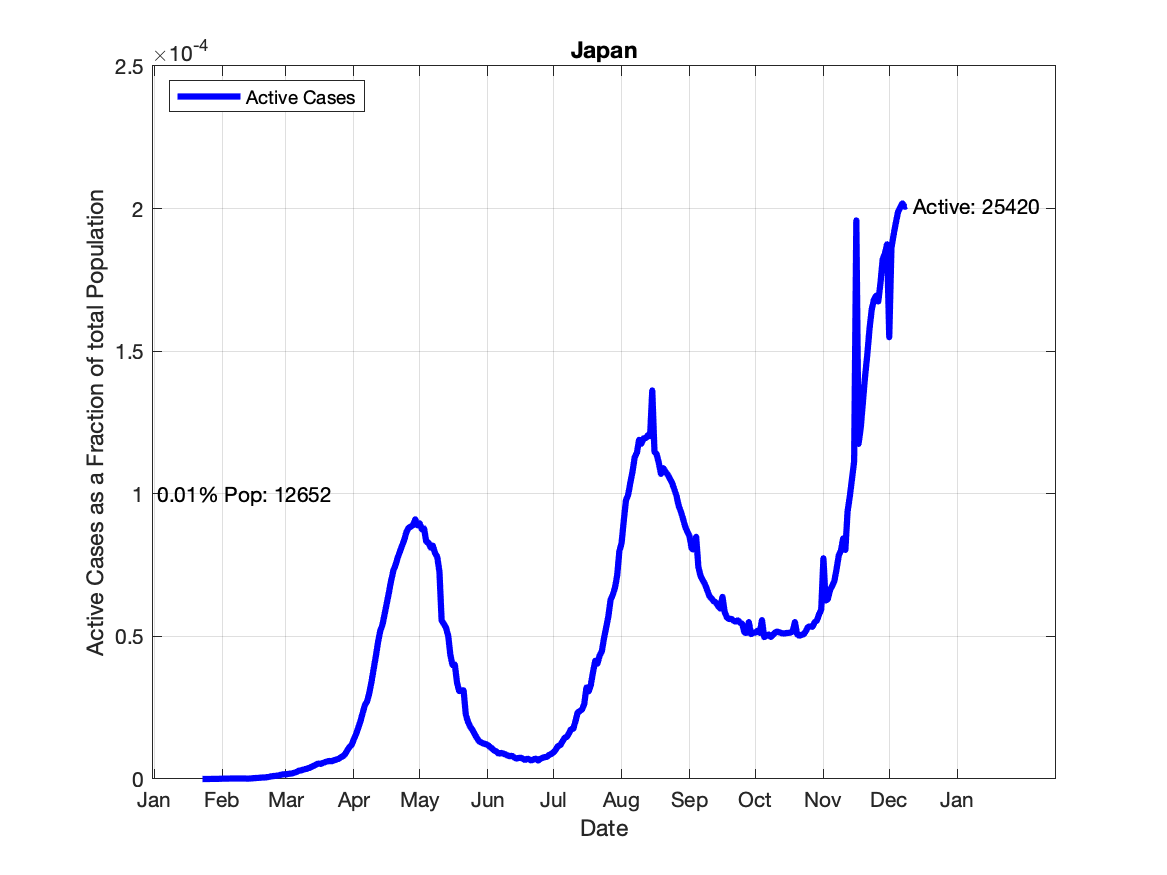 Japan
×10-4
Active Cases
2.5
2
1.5
1
0.5
0
Active Cases as a Fraction of total Population
Active: 25420
0.01% Pop: 12652
Jan Feb Mar Apr May Jun Jul Aug Sep Oct Nov Dec Jan
Date